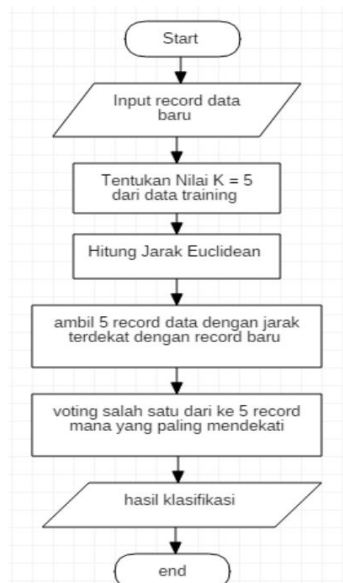 Start
Input record data
baru
Tentukan Nilai K = 5
dari data training
Hitung Jarak Euclidean
ambil 5 record data dengan jarak
terdekat dengan record baru
voting salah satu dari ke 5 record
mana yang paling mendekati
hasil klasifikasi
end